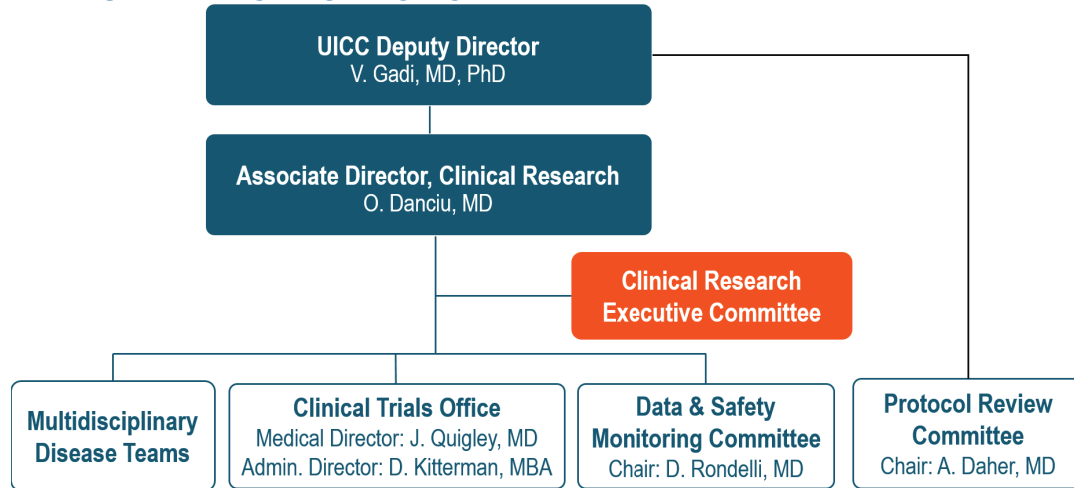 UICC Deputy Director
V. Gadi, MD, PhD
Associate Director, Clinical Research
O. Danciu, MD
Clinical Research
Executive Committee
Multidisciplinary
Disease Teams
Clinical Trials Office
Medical Director: J. Quigley, MD
Admin. Director: D. Kitterman, MBA
Data & Safety
Monitoring Committee
Chair: D. Rondelli, MD
Protocol Review
Committee
Chair: A. Daher, MD